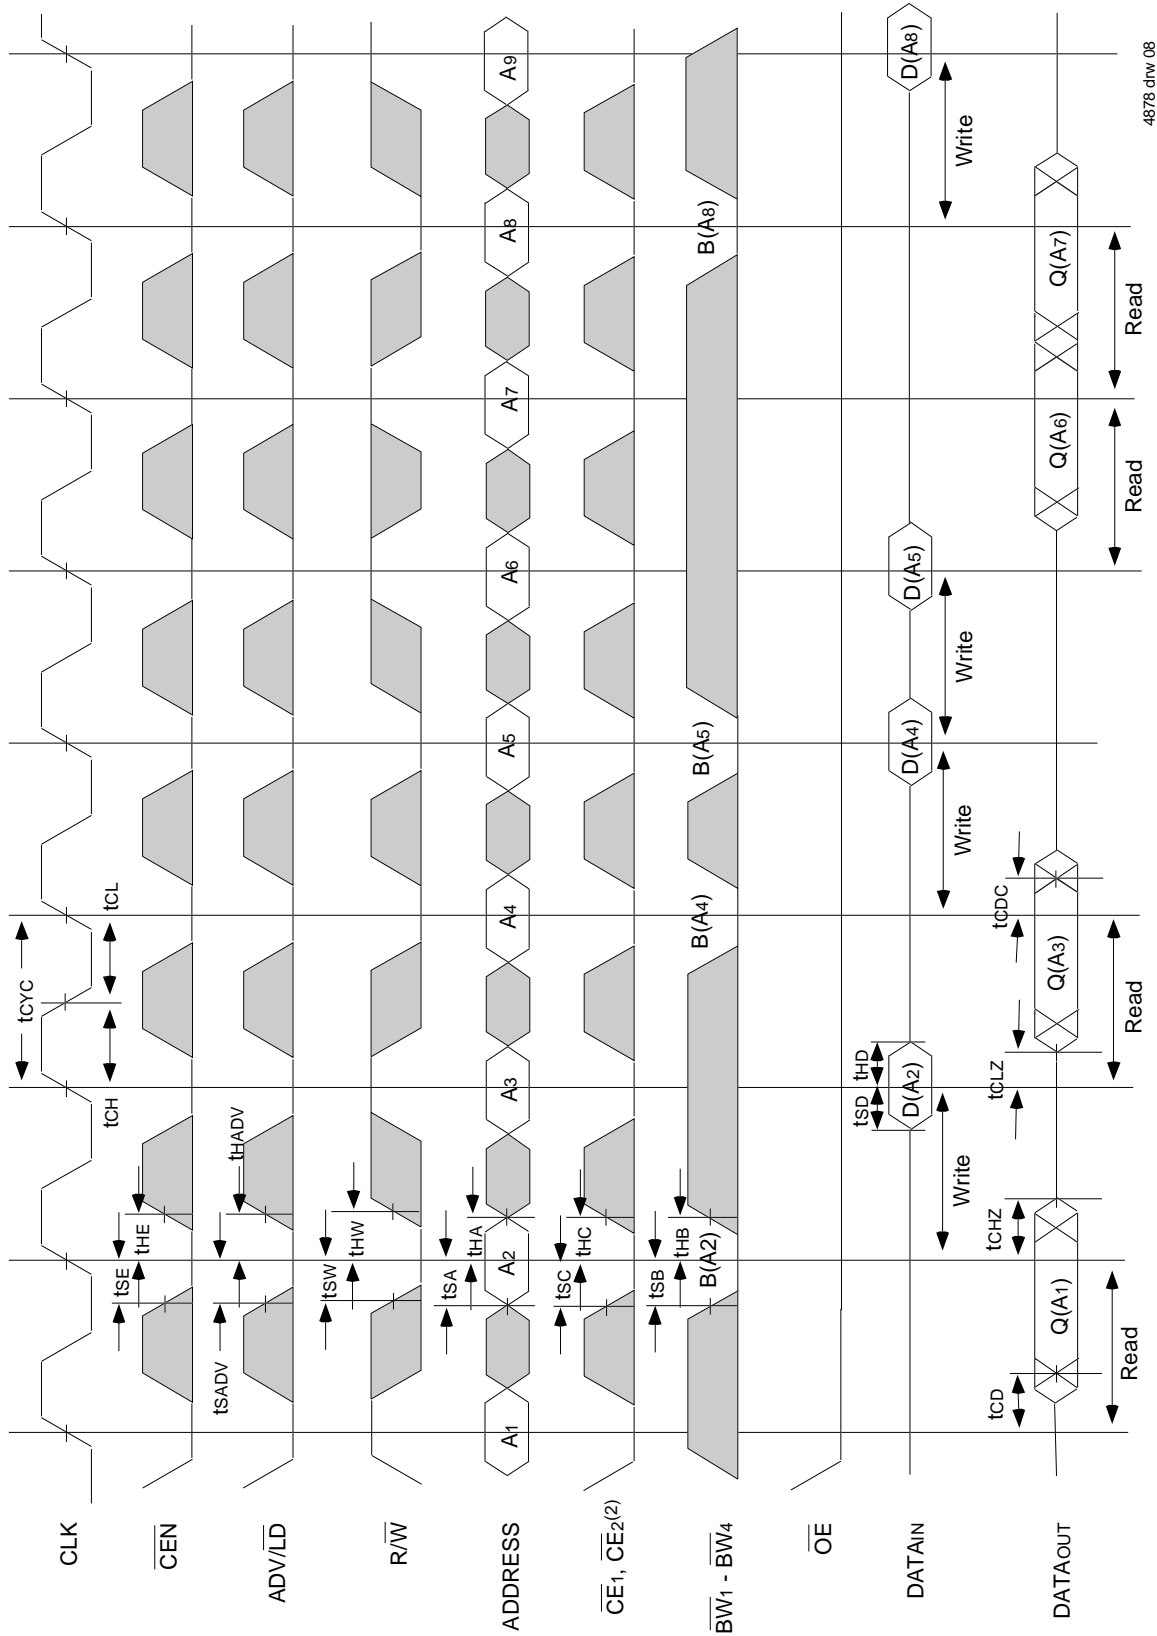 CLK
CEN
ADV/LD
R/W
ADDRESS
CE1, CE2(2)
BW1 - BW4
OE
DATAIN
DATAOUT
tCYC
tCH
tCL
tSE
tHE
tSADV
tHADV
tSW
tHW
tSA
tHA
A1
A2
A3
A4
A5
A6
A7
A8
A9
tSC
tHC
tSB
tHB
B(A2)
B(A4)
B(A5)
B(A8)
tSD
tHD
D(A2)
D(A4)
D(A5)
D(A8)
Write
Write
Write
Write
tCD
tCHZ
tCLZ
tCDC
Q(A1)
Q(A3)
Q(A6)
Q(A7)
Read
Read
Read
Read
4878 drw 08